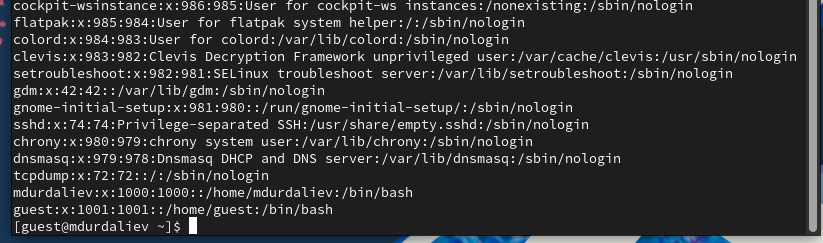 cockpit-wsinstance:x:986:985:User for cockpit-ws instances:/nonexisting:/sbin/nologin
flatpak:x:985:984:User for flatpak system helper:/:/sbin/nologin
colord:x:984:983:User for colord:/var/lib/colord:/sbin/nologin
clevis:x:983:982:Clevis Decryption Framework unprivileged user:/var/cache/clevis:/usr/sbin/nologin
setroubleshoot:x:982:981:SELinux troubleshoot server:/var/lib/setroubleshoot:/sbin/nologin
gdm:x:42:42::/var/lib/gdm:/sbin/nologin
gnome-initial-setup:x:981:980::/run/gnome-initial-setup/:/sbin/nologin
sshd:x:74:74:Privilege-separated SSH:/usr/share/empty.sshd:/sbin/nologin
chrony:x:980:979:chrony system user:/var/lib/chrony:/sbin/nologin
dnsmasq:x:979:978:Dnsmasq DHCP and DNS server:/var/lib/dnsmasq:/sbin/nologin
tcpdump:x:72:72::/:/sbin/nologin
mdurdaliev:x:1000:1000::/home/mdurdaliev:/bin/bash
guest:x:1001:1001::/home/guest:/bin/bash
[guest@mdurdaliev ~]$